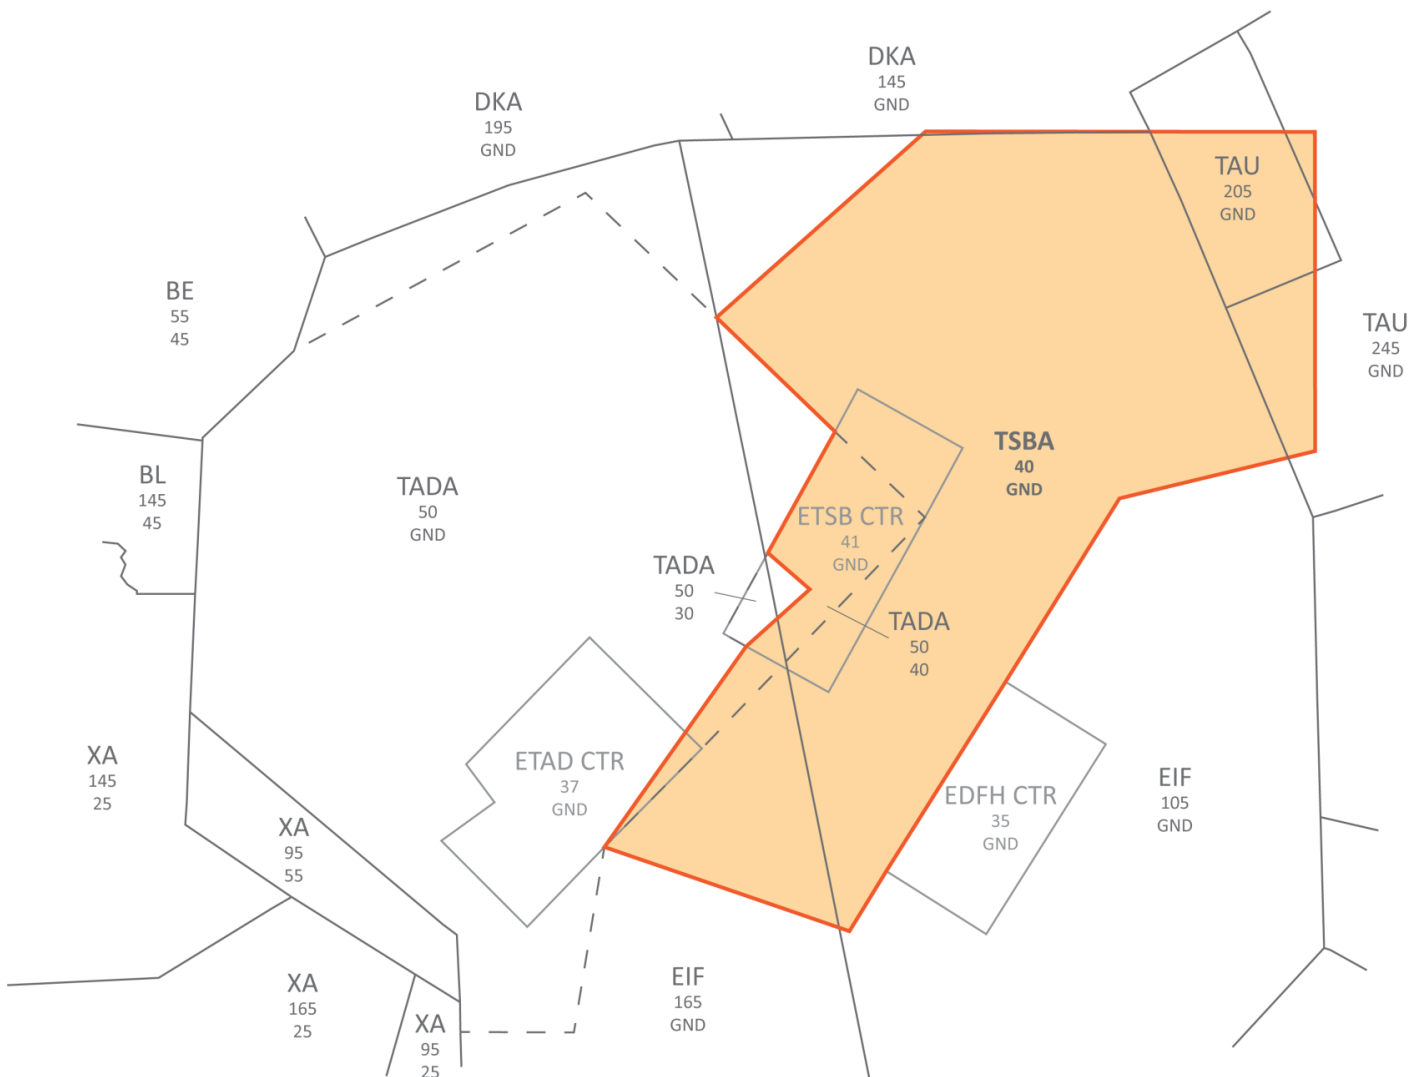 DKA
145
GND
DKA
195
GND
TAU
205
GND
BE
55
45
TAU
245
GND
TSBA
40
GND
BL
145
45
TADA
50
GND
ETSB CTR
41
GND
TADA
50
30
TADA
50
40
XA
145
25
ETAD CTR
37
GND
EDFH CTR
35
GND
EIF
105
GND
XA
95
55
EIF
165
GND
XA
165
25
XA
95
25